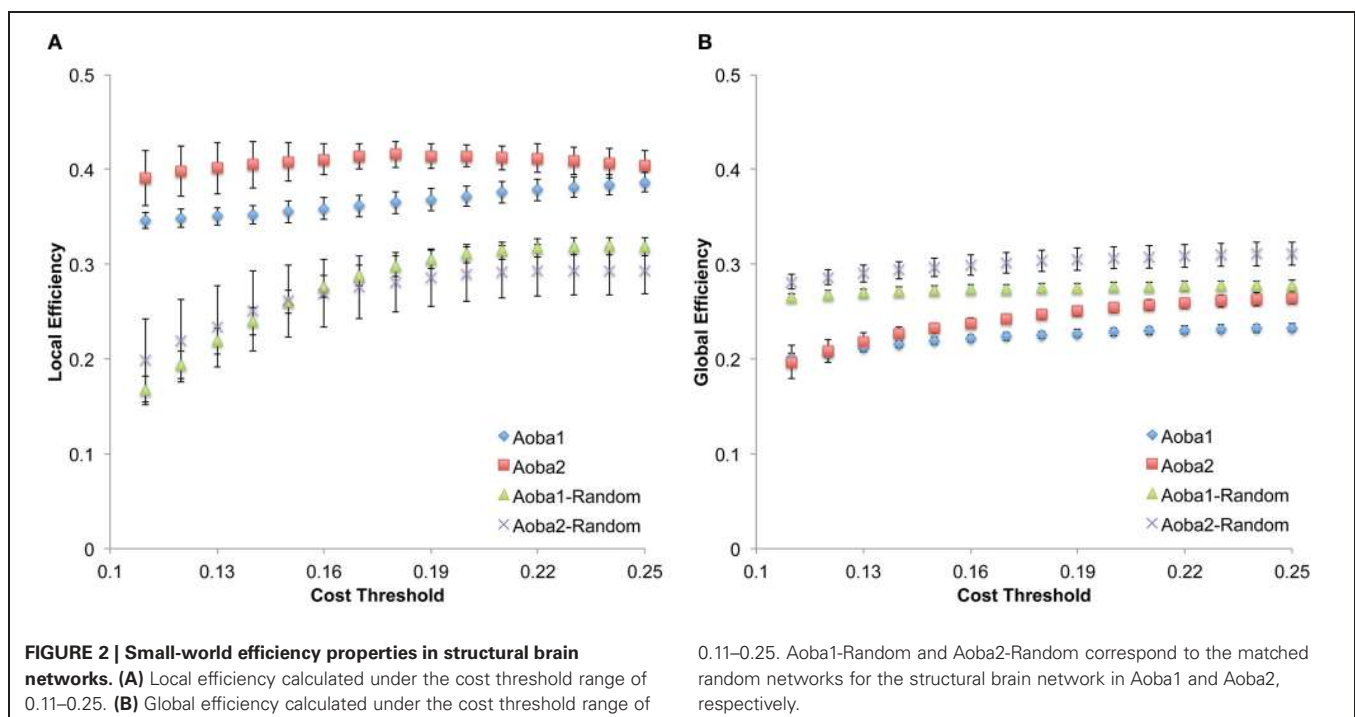 A
0.5
0.4
0.3
0.2
0.1
0
Local Efficiency
0.1
0.13
0.16
0.19
0.22
0.25
Cost Threshold
Aoba1
Aoba2
Aoba1-Random
Aoba2-Random
B
0.5
0.4
0.3
0.2
0.1
0
Global Efficiency
0.1
0.13
0.16
0.19
0.22
0.25
Cost Threshold
Aoba1
Aoba2
Aoba1-Random
Aoba2-Random
FIGURE 2 | Small-world efficiency properties in structural brain
networks. (A) Local efficiency calculated under the cost threshold range of
0.11–0.25. (B) Global efficiency calculated under the cost threshold range of
0.11–0.25. Aoba1-Random and Aoba2-Random correspond to the matched
random networks for the structural brain network in Aoba1 and Aoba2,
respectively.